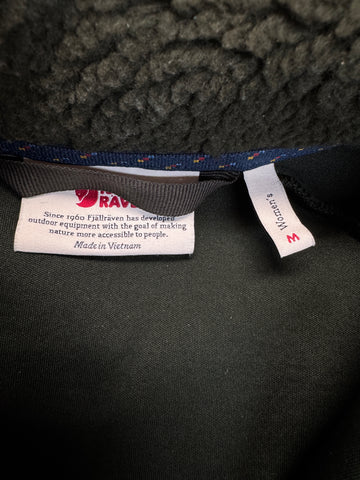 RAVEN
Since 1960 Fjällräven has developed
outdoor equipment with the goal of making
nature more accessible to people.
Made in Vietnam
Women's
M